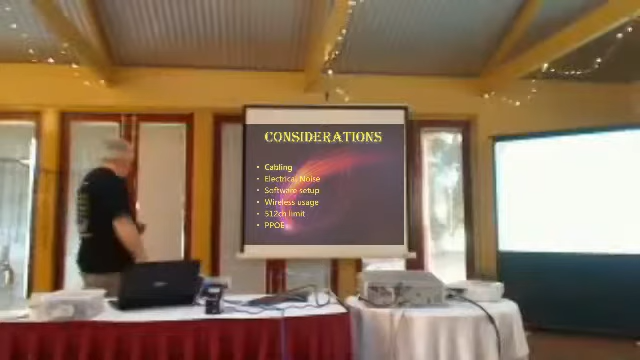 CONSIDERATIONS
• Cabling
• Electrical Noise
• Software setup
• Wireless usage
• 512ch limit
• PPOE